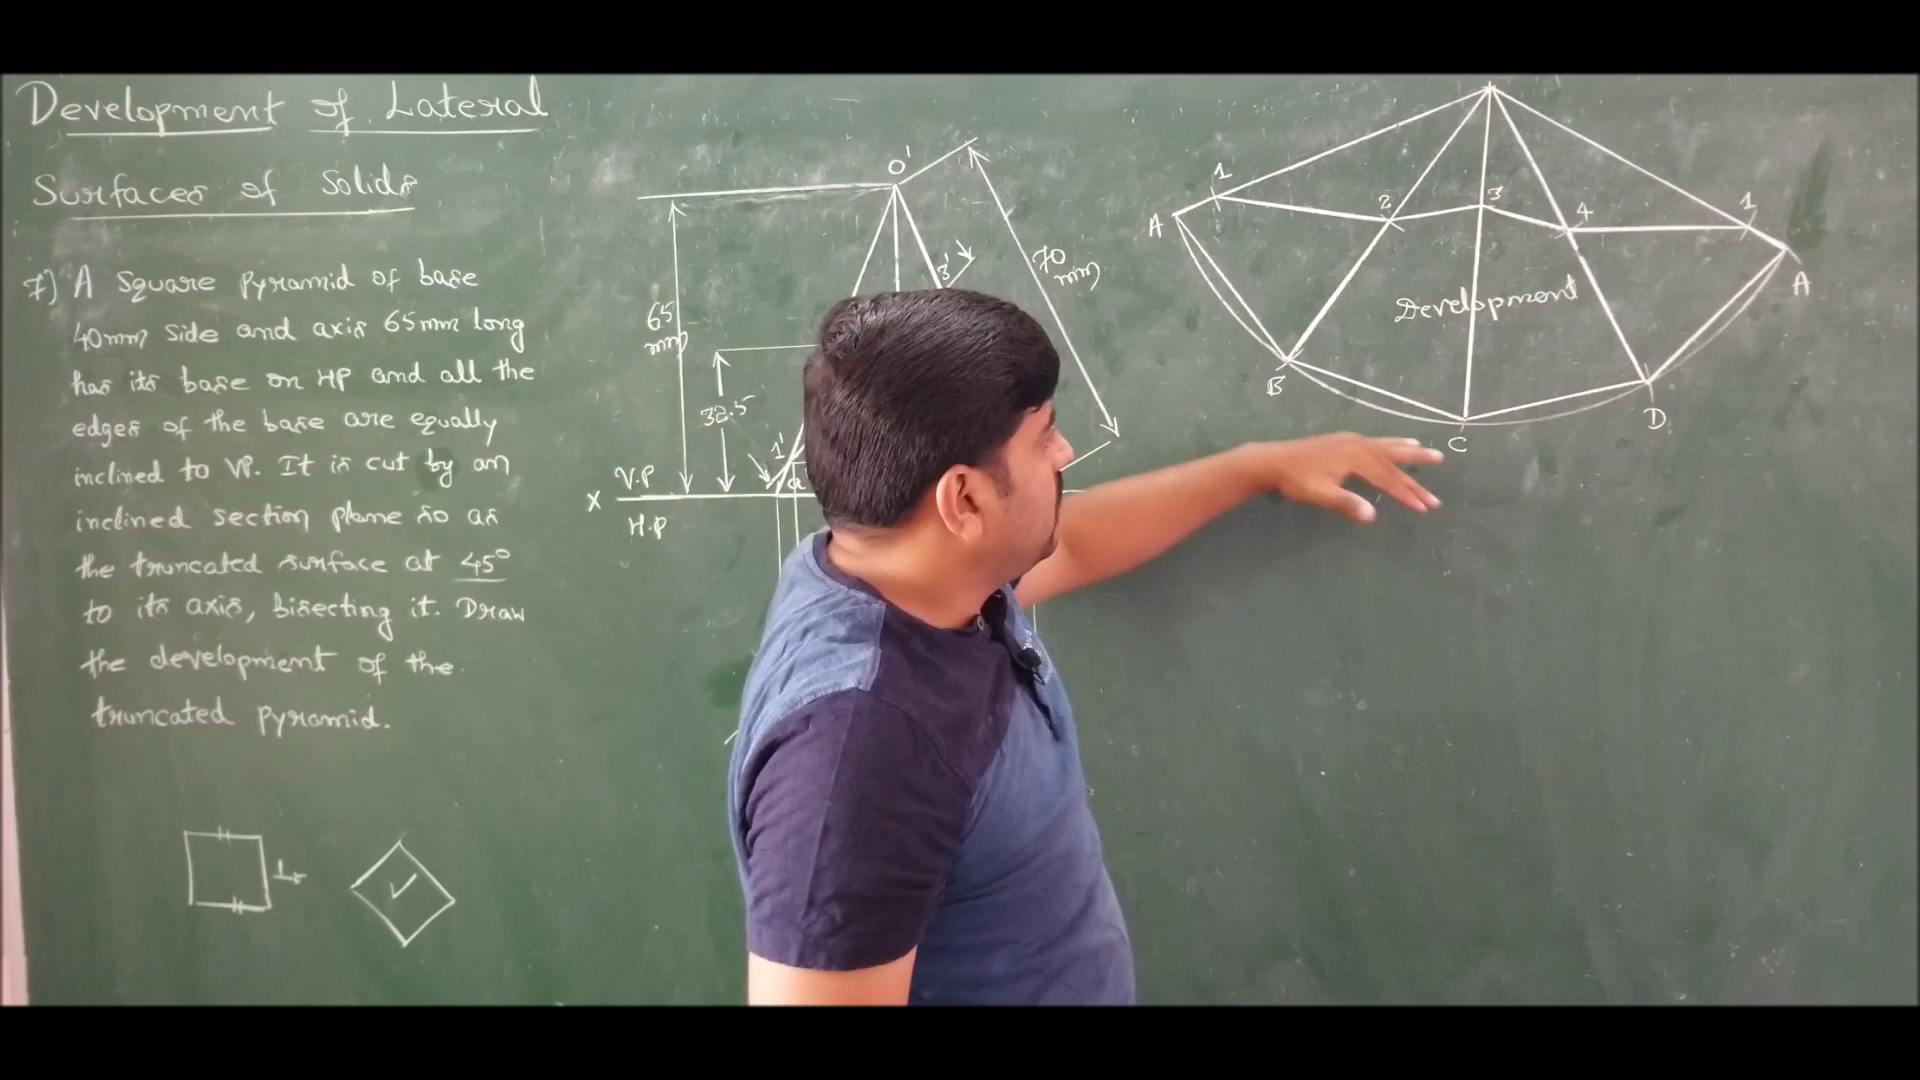 Development of Lateral
Surfaces of Solids
7) A Square pyramid of base
40mm side and axis 65mm long
has its base on HP and all the
edges of the base are equally
inclined to VP. It is cut by an
inclined section plane so as
the truncated surface at 45°
to its axis, bisecting it. Draw
the development of the
truncated pyramid.
O'
65
mm
32.5
70
mm
3'
1'
a
V.P
X
H.P
1
2
3
4
1
A
A
B
C
D
Development